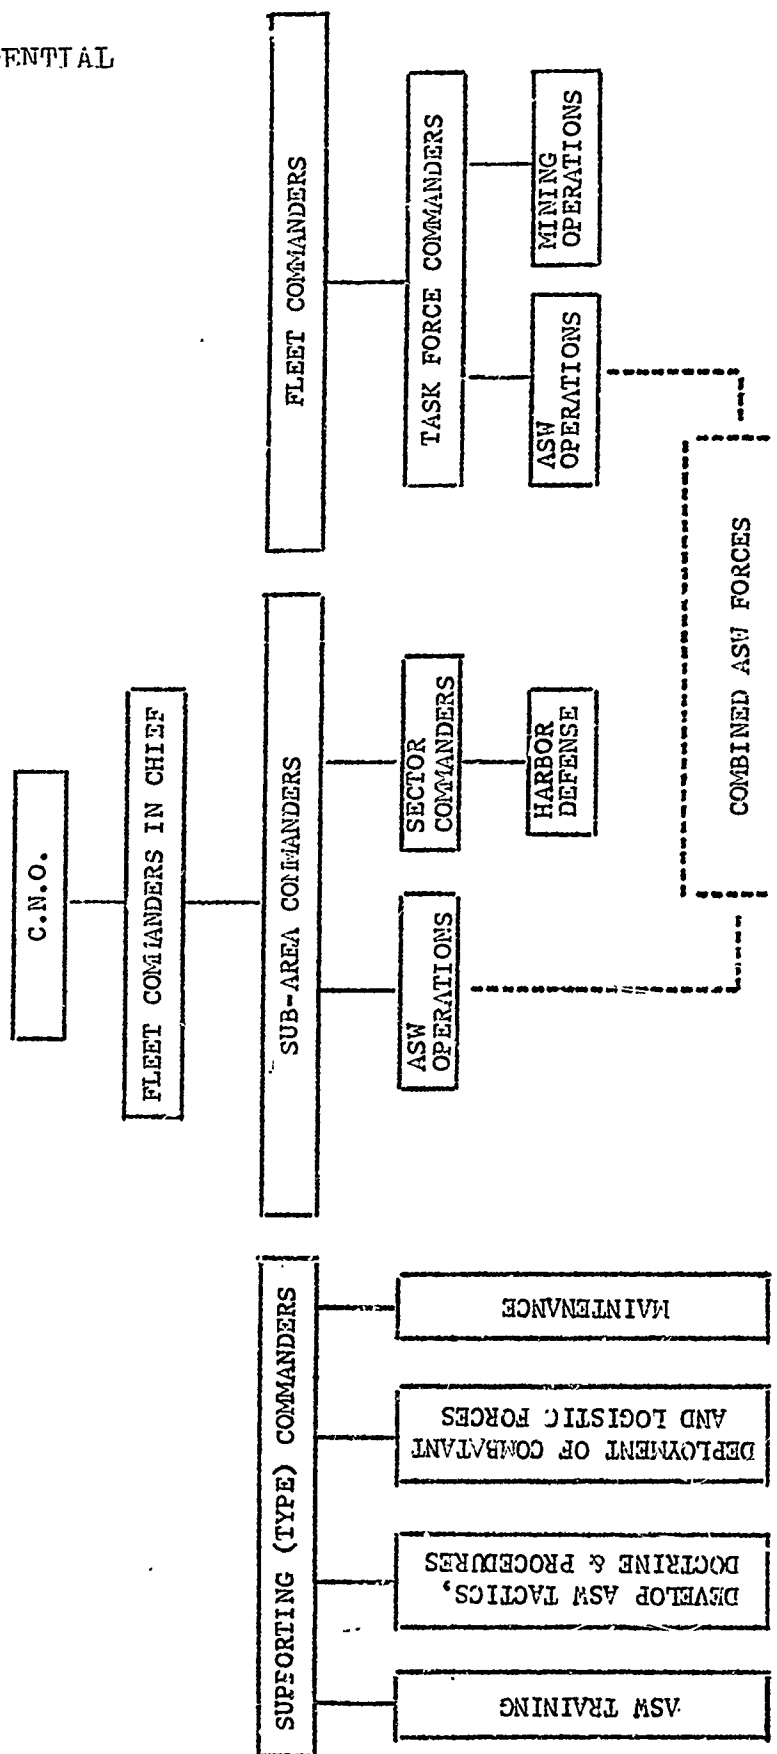 ENTIAL
C.N.O.
FLEET COMMANDERS IN CHIEF
SUPPORTING (TYPE) COMMANDERS
SUB-AREA COMMANDERS
FLEET COMMANDERS
ASW TRAINING
DEVELOP ASW TACTICS,
DOCTRINE & PROCEDURES
DEPLOYMENT OF COMBATANT
AND LOGISTIC FORCES
MAINTENANCE
ASW
OPERATIONS
SECTOR
COMMANDERS
HARBOR
DEFENSE
TASK FORCE COMMANDERS
ASW
OPERATIONS
MINING
OPERATIONS
COMBINED ASW FORCES